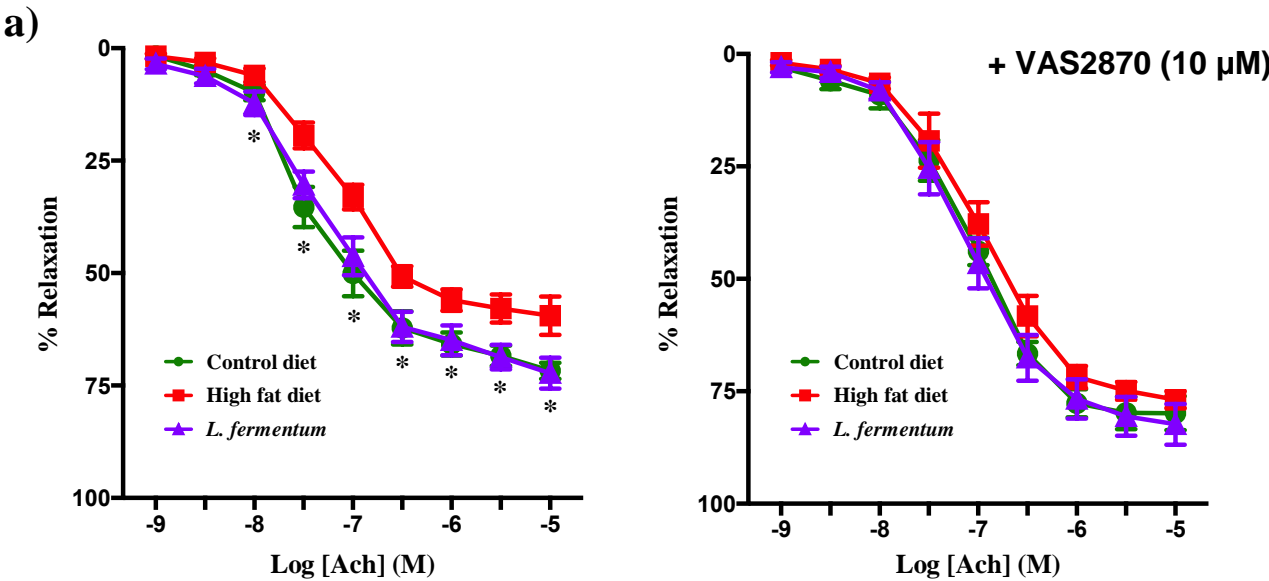 a)
0
25
50
75
100
% Relaxation
*
*
*
*
*
*
*
Control diet
High fat diet
L. fermentum
-9 -8 -7 -6 -5
Log [Ach] (M)
+ VAS2870 (10 μM)
0
25
50
75
100
% Relaxation
Control diet
High fat diet
L. fermentum
-9 -8 -7 -6 -5
Log [Ach] (M)